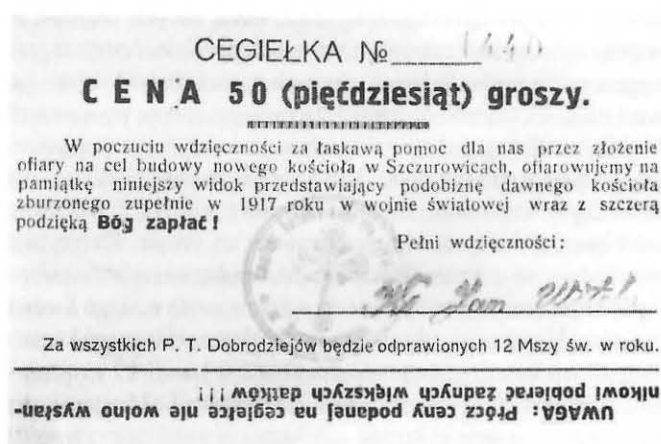 CEGIEŁKA № 1440
CENA 50 (pięćdziesiąt) groszy.
W poczuciu wdzięczności za łaskawą pomoc dla nas przez złożenie
ofiary na cel budowy nowego kościoła w Szczurowicach, ofiarowujemy na
pamiątkę niniejszy widok przedstawiający podobiznę dawnego kościoła
zburzonego zupełnie w 1917 roku w wojnie światowej wraz z szczerą
podzięką Bóg zapłać!
Pełni wdzięczności:
Ks Jan
Za wszystkich P. T. Dobrodziejów będzie odprawionych 12 Mszy św. w roku.
UWAGA: Prócz ceny podanej na cegiełce nie wolno wysłan-
nikowi pobierać żadnych większych datków!!!